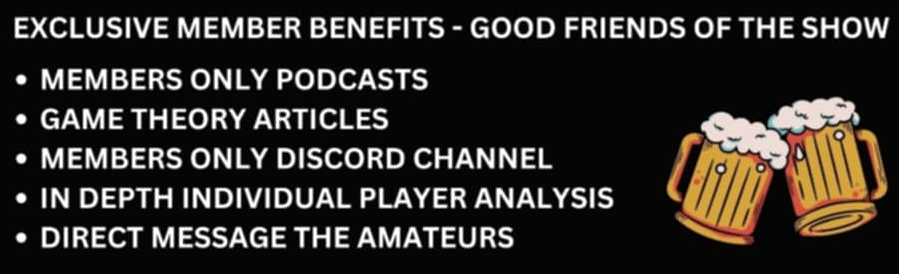 EXCLUSIVE MEMBER BENEFITS - GOOD FRIENDS OF THE SHOW
• MEMBERS ONLY PODCASTS
• GAME THEORY ARTICLES
• MEMBERS ONLY DISCORD CHANNEL
• IN DEPTH INDIVIDUAL PLAYER ANALYSIS
• DIRECT MESSAGE THE AMATEURS